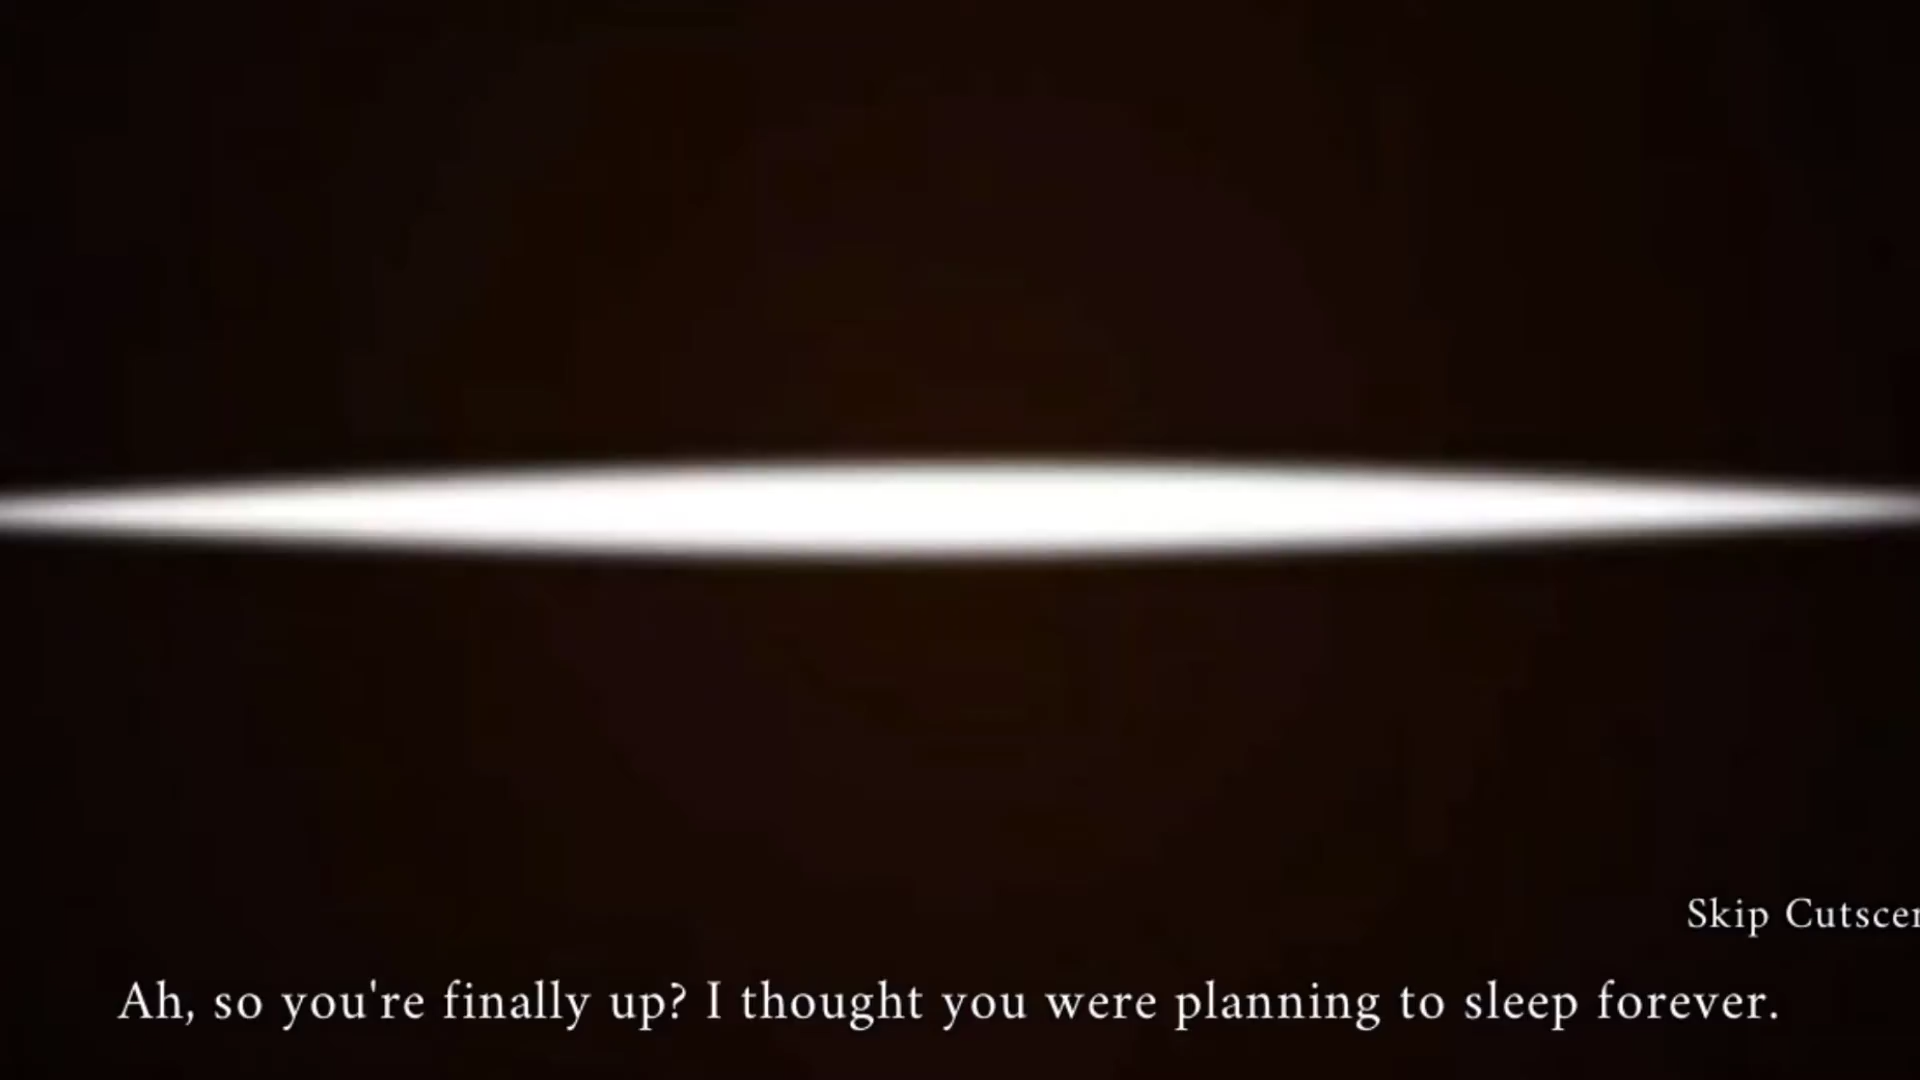 Skip Cutscen
Ah, so you're finally up? I thought you were planning to sleep forever.